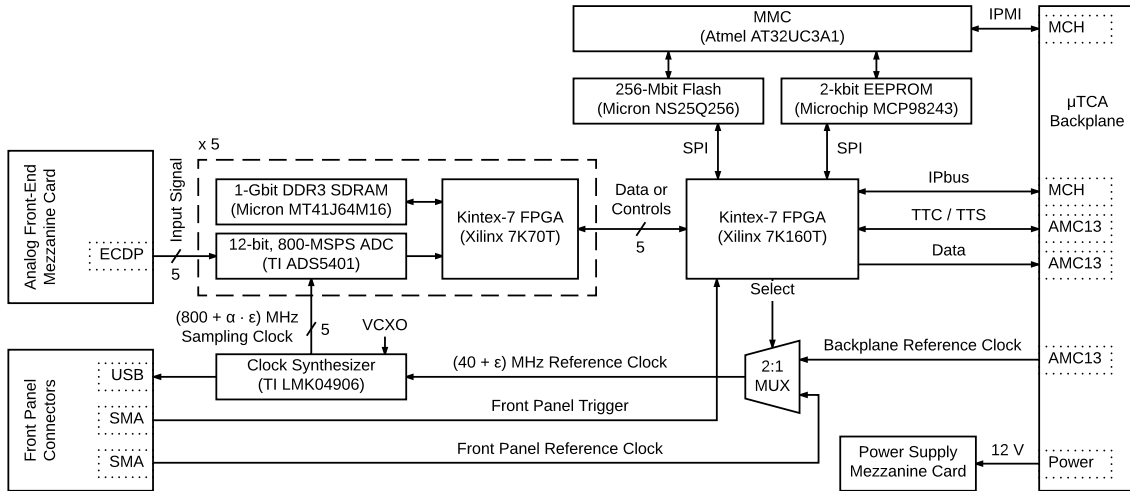 MMC
(Atmel AT32UC3A1)
IPMI
MCH
256-Mbit Flash
(Micron NS25Q256)
2-kbit EEPROM
(Microchip MCP98243)
µTCA
Backplane
SPI
SPI
x 5
Analog Front-End
Mezzanine Card
ECDP
Input Signal
5
1-Gbit DDR3 SDRAM
(Micron MT41J64M16)
12-bit, 800-MSPS ADC
(TI ADS5401)
Kintex-7 FPGA
(Xilinx 7K70T)
Data or
Controls
5
Kintex-7 FPGA
(Xilinx 7K160T)
IPbus
MCH
TTC / TTS
AMC13
Data
AMC13
Select
(800 + α · ε) MHz
Sampling Clock
5
VCXO
Clock Synthesizer
(TI LMK04906)
(40 + ε) MHz Reference Clock
2:1
MUX
Backplane Reference Clock
AMC13
Front Panel
Connectors
USB
SMA
Front Panel Trigger
SMA
Front Panel Reference Clock
Power Supply
Mezzanine Card
12 V
Power